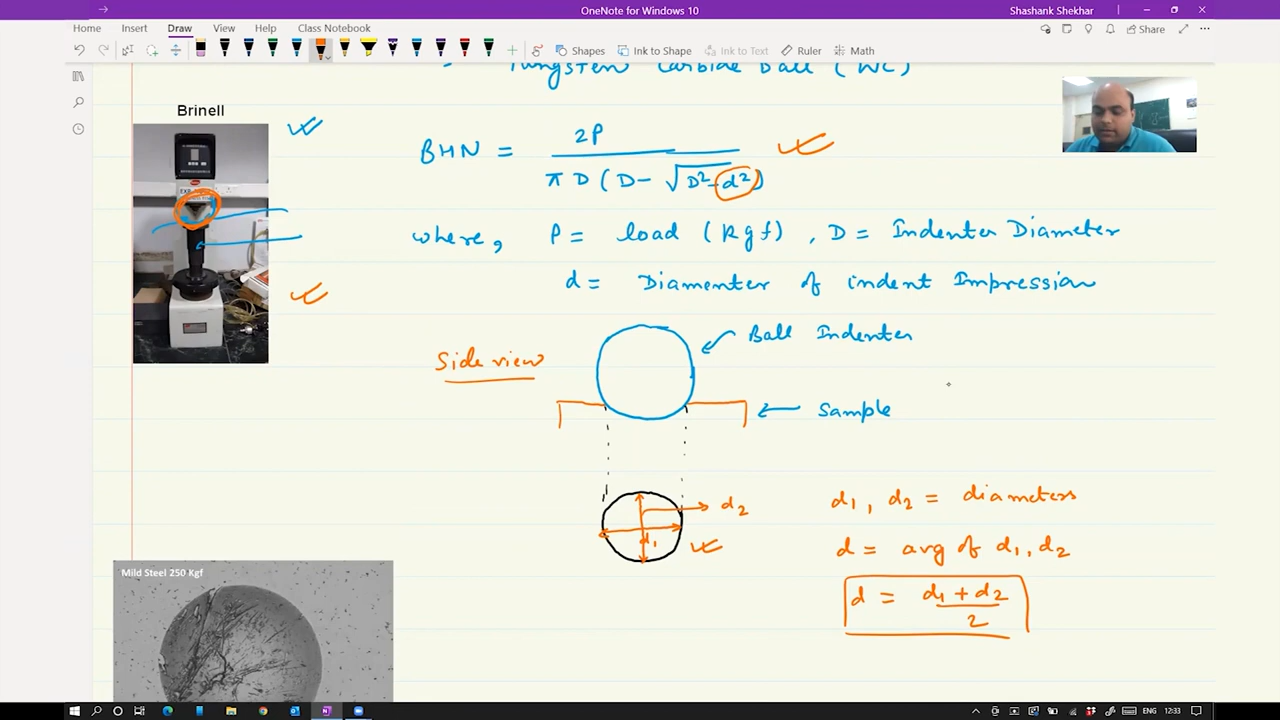 OneNote for Windows 10
Shashank Shekhar
Home Insert Draw View Help Class Notebook
Share
Shapes Ink to Shape Ink to Text Ruler Math
= Tungsten Carbide Ball (WC)
Brinell
BHN = 2P
π D ( D - √D²-d²)
where, P = load (kgf) , D = Indenter Diameter
d = Diamenter of indent Impression
Ball Indenter
Side view
Sample
d1, d2 = diameters
d2
d1
d = avg of d1, d2
d = d1 + d2
2
Mild Steel 250 Kgf
ENG 12:33